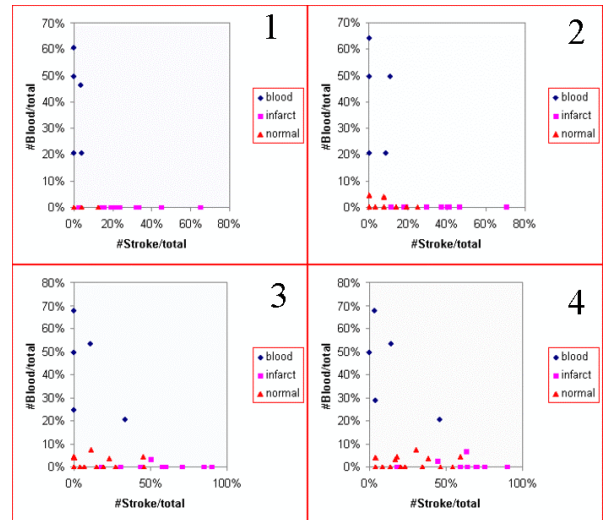 1
70%
60%
50%
40%
30%
20%
10%
0%
0% 20% 40% 60% 80%
#Blood/total
#Stroke/total
blood
infarct
normal
2
70%
60%
50%
40%
30%
20%
10%
0%
0% 20% 40% 60% 80%
#Blood/total
#Stroke/total
blood
infarct
normal
3
80%
70%
60%
50%
40%
30%
20%
10%
0%
0% 50% 100%
#Blood/total
#Stroke/total
blood
infarct
normal
4
80%
70%
60%
50%
40%
30%
20%
10%
0%
0% 50% 100%
#Blood/total
#Stroke/total
blood
infarct
normal